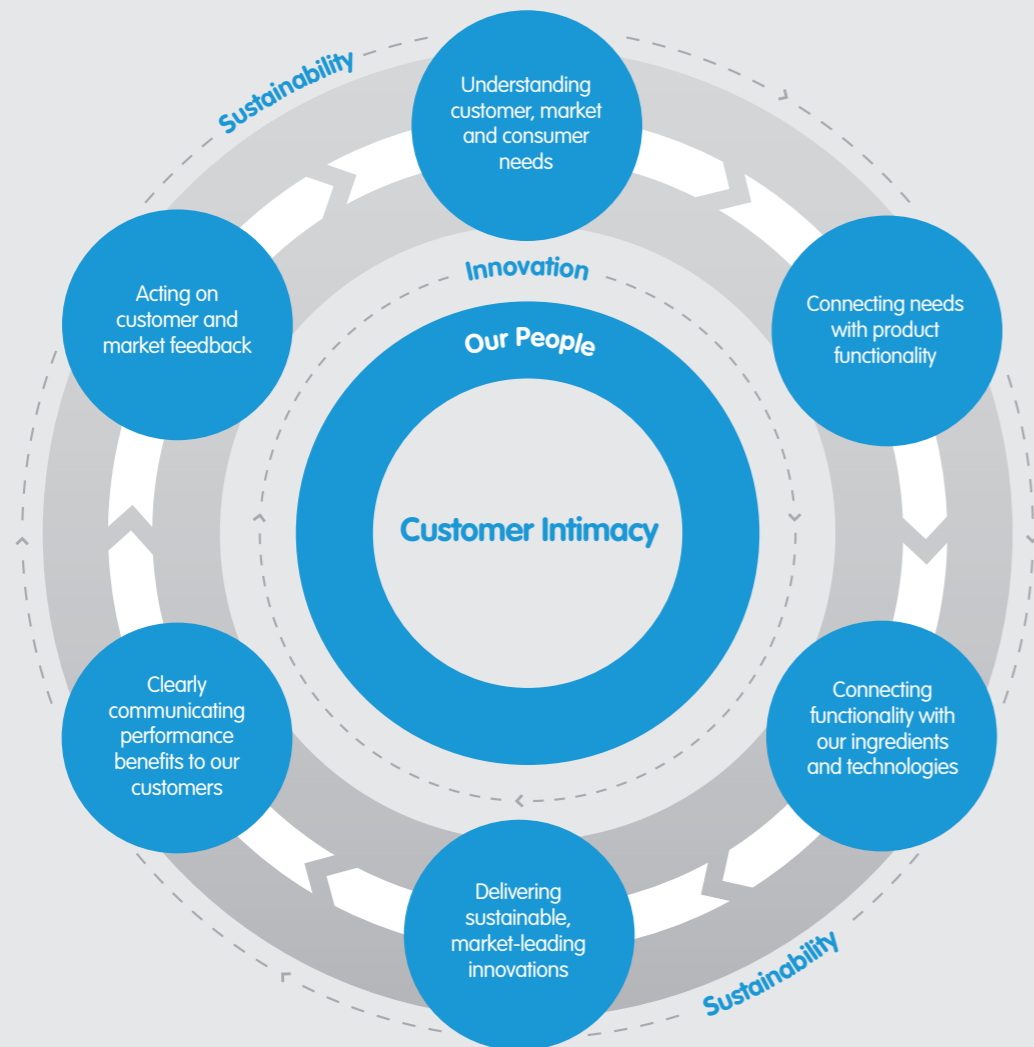 Sustainability
Understanding
customer, market
and consumer
needs
Connecting needs
with product
functionality
Connecting
functionality with
our ingredients
and technologies
Delivering
sustainable,
market-leading
innovations
Clearly
communicating
performance
benefits to our
customers
Acting on
customer and
market feedback
Innovation
Our People
Customer Intimacy
Sustainability